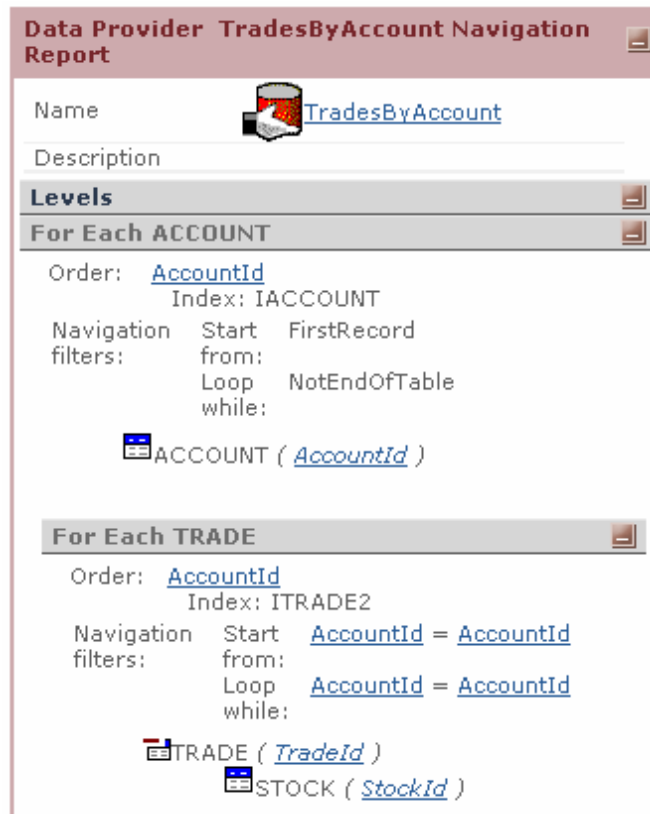 Data Provider TradesByAccount Navigation
Report
Name TradesByAccount
Description
Levels
For Each ACCOUNT
Order: AccountId
Index: IACCOUNT
Navigation Start FirstRecord
filters: from:
Loop NotEndOfTable
while:
ACCOUNT ( AccountId )
For Each TRADE
Order: AccountId
Index: ITRADE2
Navigation Start AccountId = AccountId
filters: from:
Loop AccountId = AccountId
while:
TRADE ( TradeId )
STOCK ( StockId )